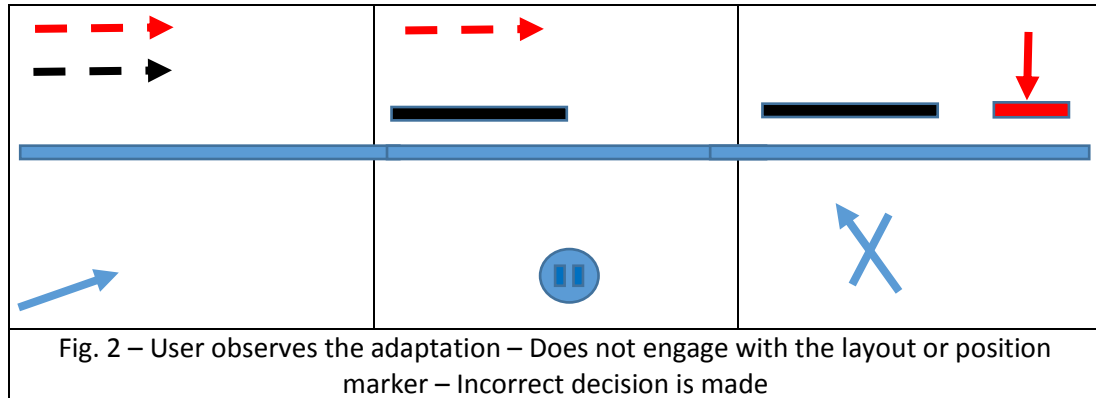 Fig. 2 – User observes the adaptation – Does not engage with the layout or position
marker – Incorrect decision is made